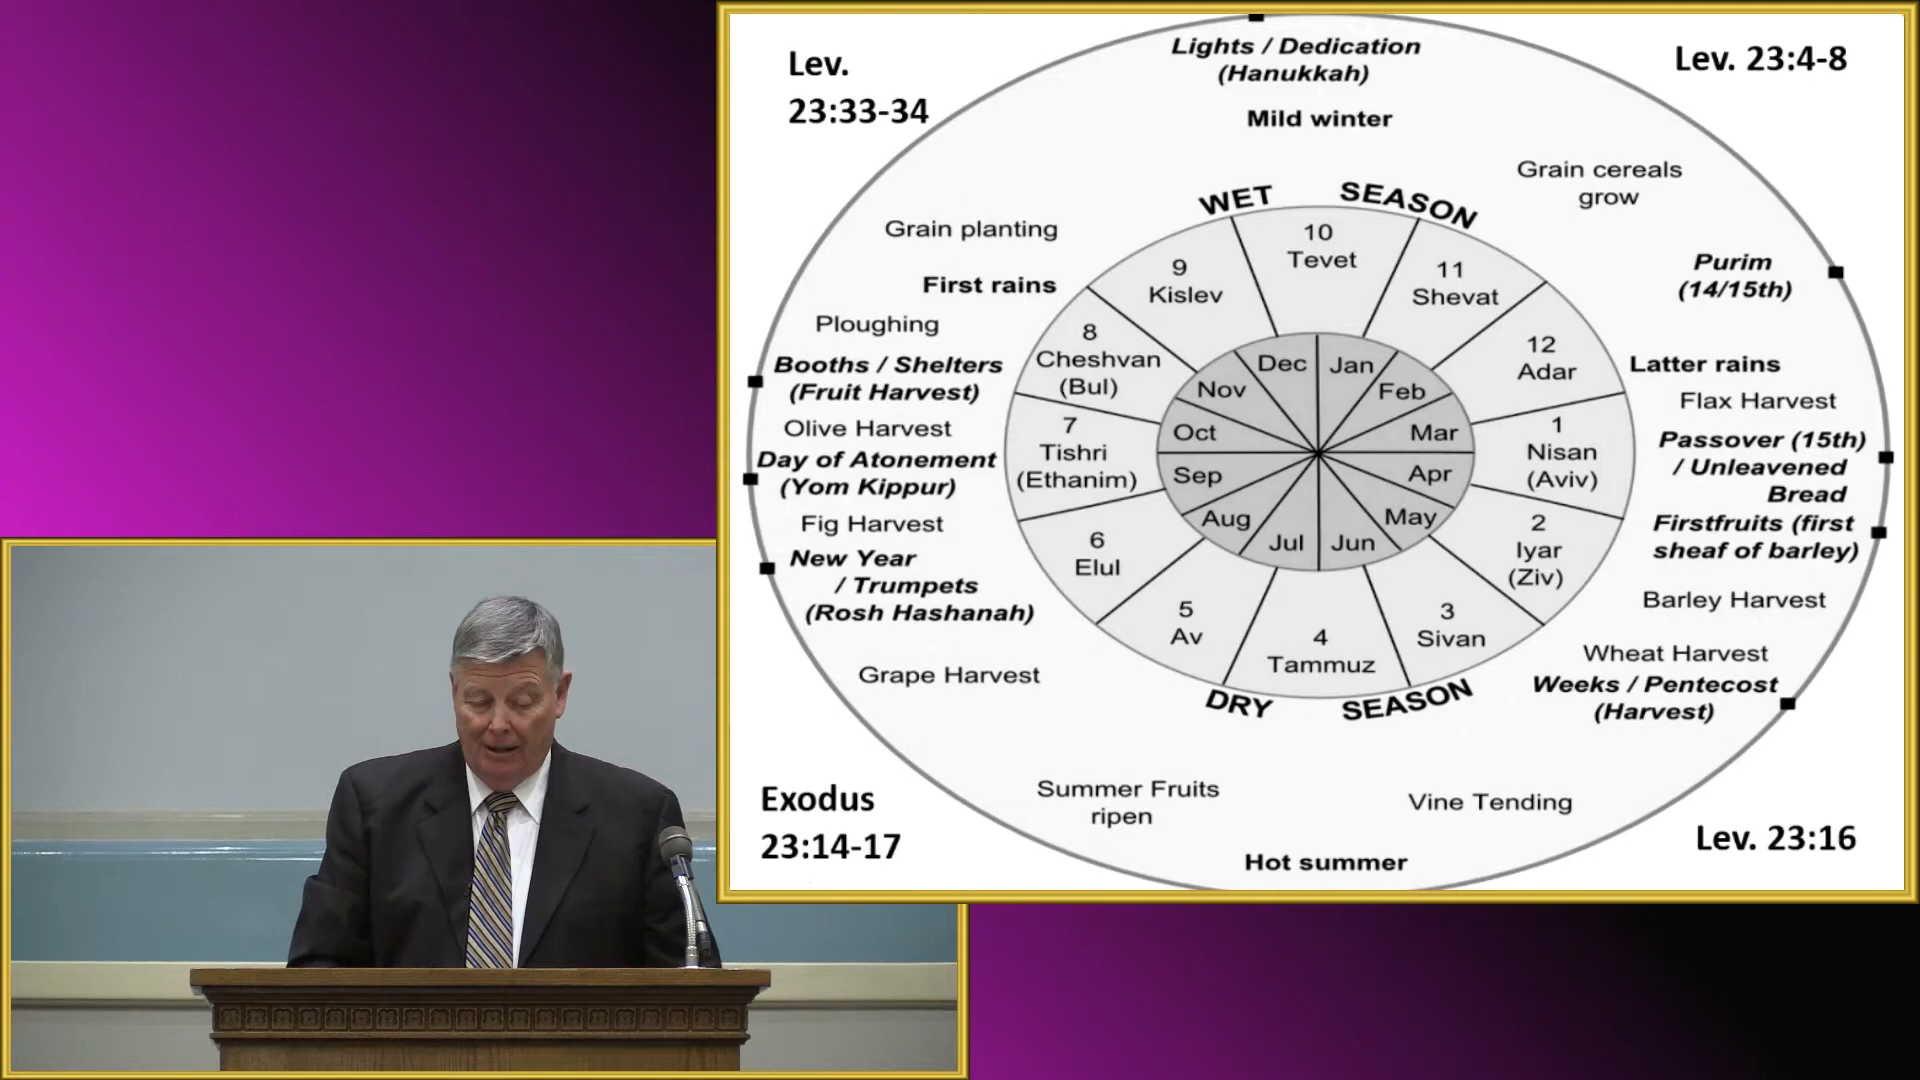 Lev.
23:33-34
Lights / Dedication
(Hanukkah)
Lev. 23:4-8
Mild winter
Grain cereals
grow
WET SEASON
Grain planting
First rains
Ploughing
Booths / Shelters
(Fruit Harvest)
Olive Harvest
Day of Atonement
(Yom Kippur)
Fig Harvest
New Year
/ Trumpets
(Rosh Hashanah)
Grape Harvest
10
Tevet
11
Shevat
12
Adar
1
Nisan
(Aviv)
2
Iyar
(Ziv)
3
Sivan
4
Tammuz
5
Av
6
Elul
7
Tishri
(Ethanim)
8
Cheshvan
(Bul)
9
Kislev
Jan
Feb
Mar
Apr
May
Jun
Jul
Aug
Sep
Oct
Nov
Dec
Purim
(14/15th)
Latter rains
Flax Harvest
Passover (15th)
/ Unleavened
Bread
Firstfruits (first
sheaf of barley)
Barley Harvest
Wheat Harvest
Weeks / Pentecost
(Harvest)
DRY SEASON
Summer Fruits
ripen
Vine Tending
Hot summer
Exodus
23:14-17
Lev. 23:16